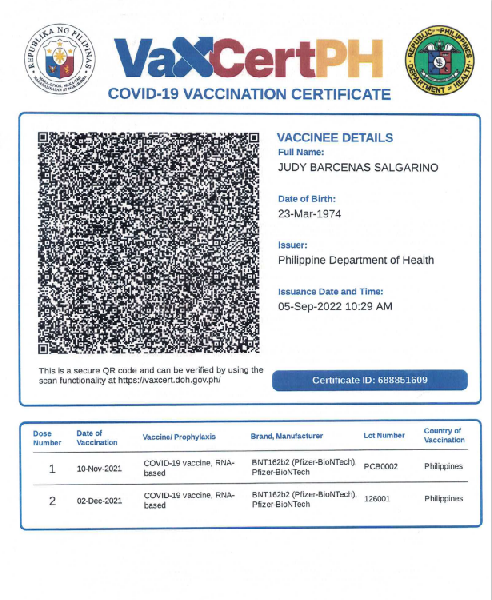 REPUBLIKA NG PILIPINAS
REPUBLIC OF PHILIPPINES
DEPARTMENT OF HEALTH
VaXCertPH
COVID-19 VACCINATION CERTIFICATE
VACCINEE DETAILS
Full Name:
JUDY BARCENAS SALGARINO
Date of Birth:
23-Mar-1974
Issuer:
Philippine Department of Health
Issuance Date and Time:
05-Sep-2022 10:29 AM
This is a secure QR code and can be verified by using the
scan functionality at https://vaxcert.doh.gov.ph/
Certificate ID: 688851609
Dose Number
Date of Vaccination
Vaccine/ Prophylaxis
Brand, Manufacturer
Lot Number
Country of Vaccination
1
10-Nov-2021
COVID-19 vaccine, RNA-
based
BNT162b2 (Pfizer-BioNTech),
Pfizer-BioNTech
Philippines
2
02-Dec-2021
COVID-19 vaccine, RNA-
based
BNT162b2 (Pfizer-BioNTech),
Pfizer-BioNTech
126001
Philippines